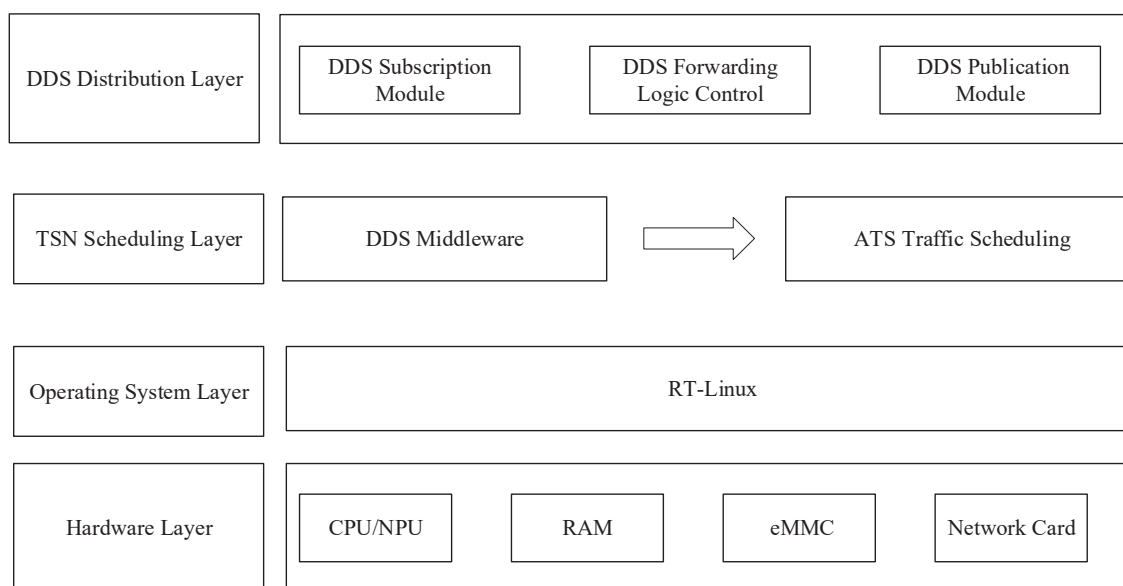 DDS Distribution Layer
DDS Subscription
Module
DDS Forwarding
Logic Control
DDS Publication
Module
TSN Scheduling Layer
DDS Middleware
ATS Traffic Scheduling
Operating System Layer
RT-Linux
Hardware Layer
CPU/NPU
RAM
eMMC
Network Card